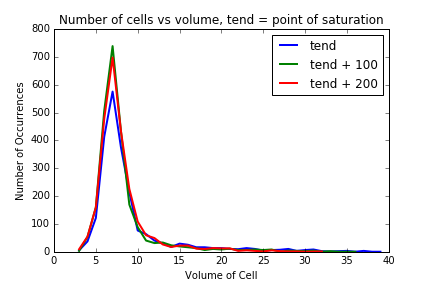 Number of cells vs volume, tend = point of saturation
800
700
600
500
400
300
200
100
0
Number of Occurrences
tend
tend + 100
tend + 200
0 5 10 15 20 25 30 35 40
Volume of Cell